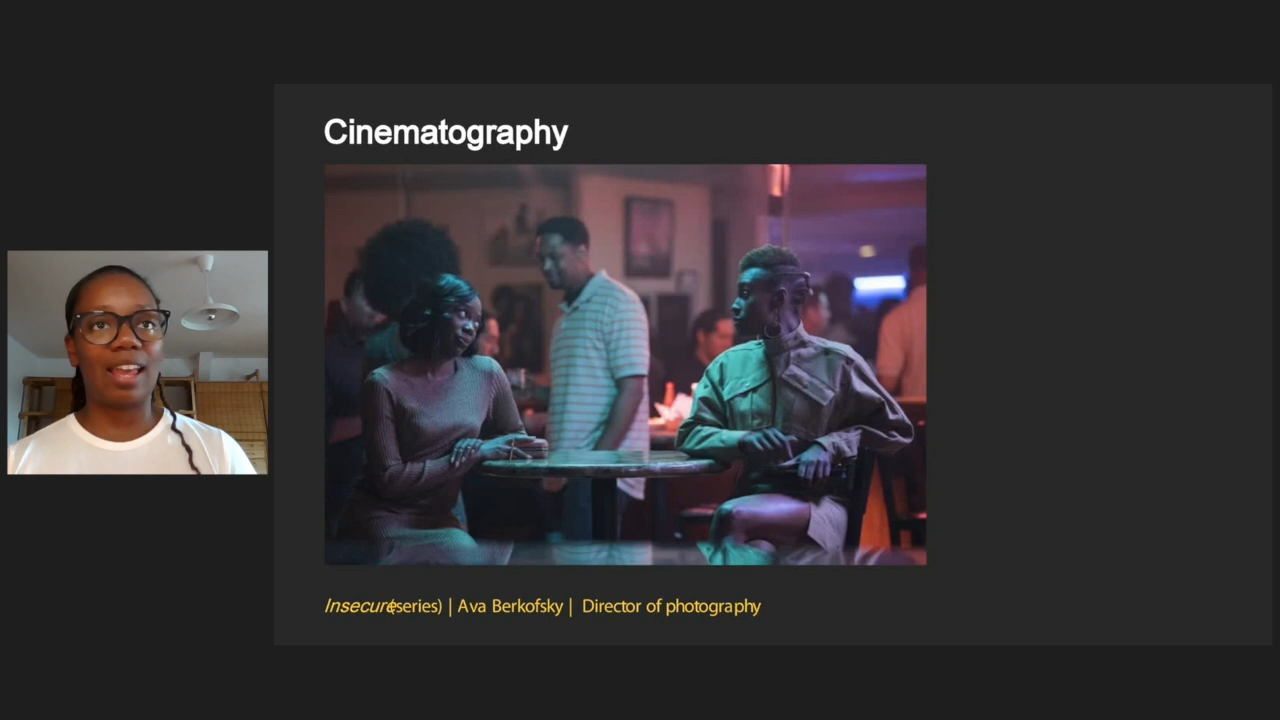 Cinematography
Insecure (series) | Ava Berkofsky | Director of photography